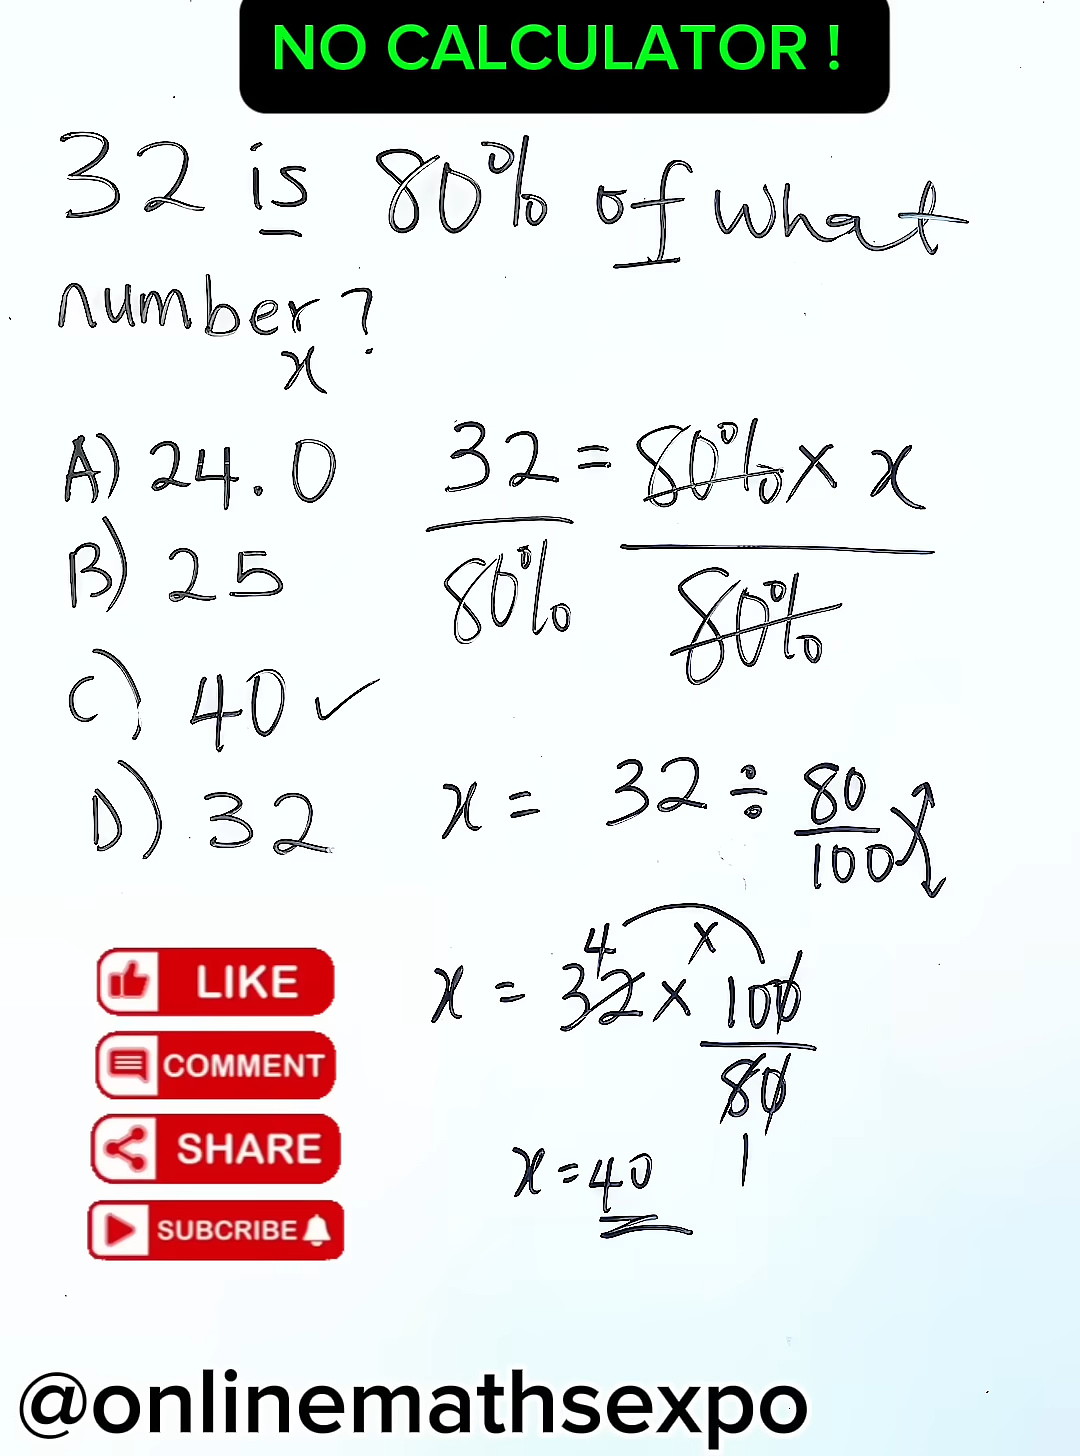 NO CALCULATOR !
32 is 80% of what
number?
x
A) 24.0
B) 25
C) 40 ✓
D) 32
32 = 80% × x
80% 80%
x = 32 ÷ 80
100
4 ×
x = 32 × 100
80
1
x = 40
LIKE
COMMENT
SHARE
SUBCRIBE
@onlinemathsexpo